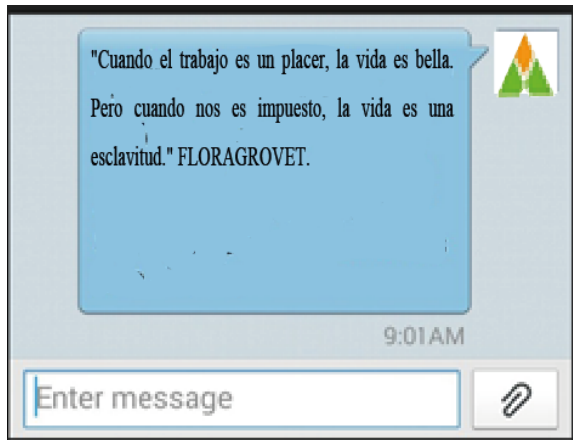 "Cuando el trabajo es un placer, la vida es bella.
Pero cuando nos es impuesto, la vida es una
esclavitud." FLORAGROVET.
9:01AM
Enter message